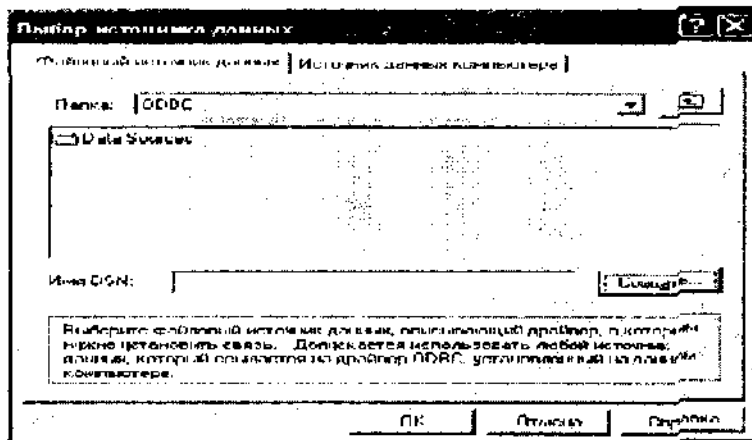 Выбор источника данных
Файловый источник данных | Источник данных компьютера
Папка: ODBC
Data Sources
Имя DSN: Создать...
Выберите файловый источник данных, описывающий драйвер, с которым
нужно установить связь. Допускается использовать любой источник
данных, который ссылается на драйвер ODBC, установленный на данном
компьютере.
ОК Отмена Справка